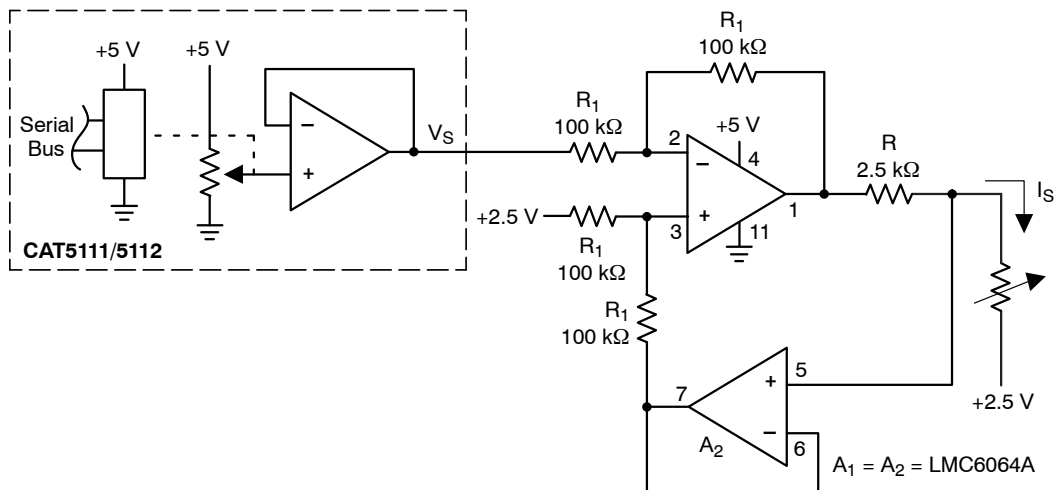 +5 V
+5 V
Serial
Bus
−
+
V_S
CAT5111/5112
R₁
100 kΩ
R₁
100 kΩ
+5 V
2
−
4
+2.5 V
+
3
11
1
R
2.5 kΩ
I_S
R₁
100 kΩ
R₁
100 kΩ
7
+
5
−
6
A₂
+2.5 V
A₁ = A₂ = LMC6064A